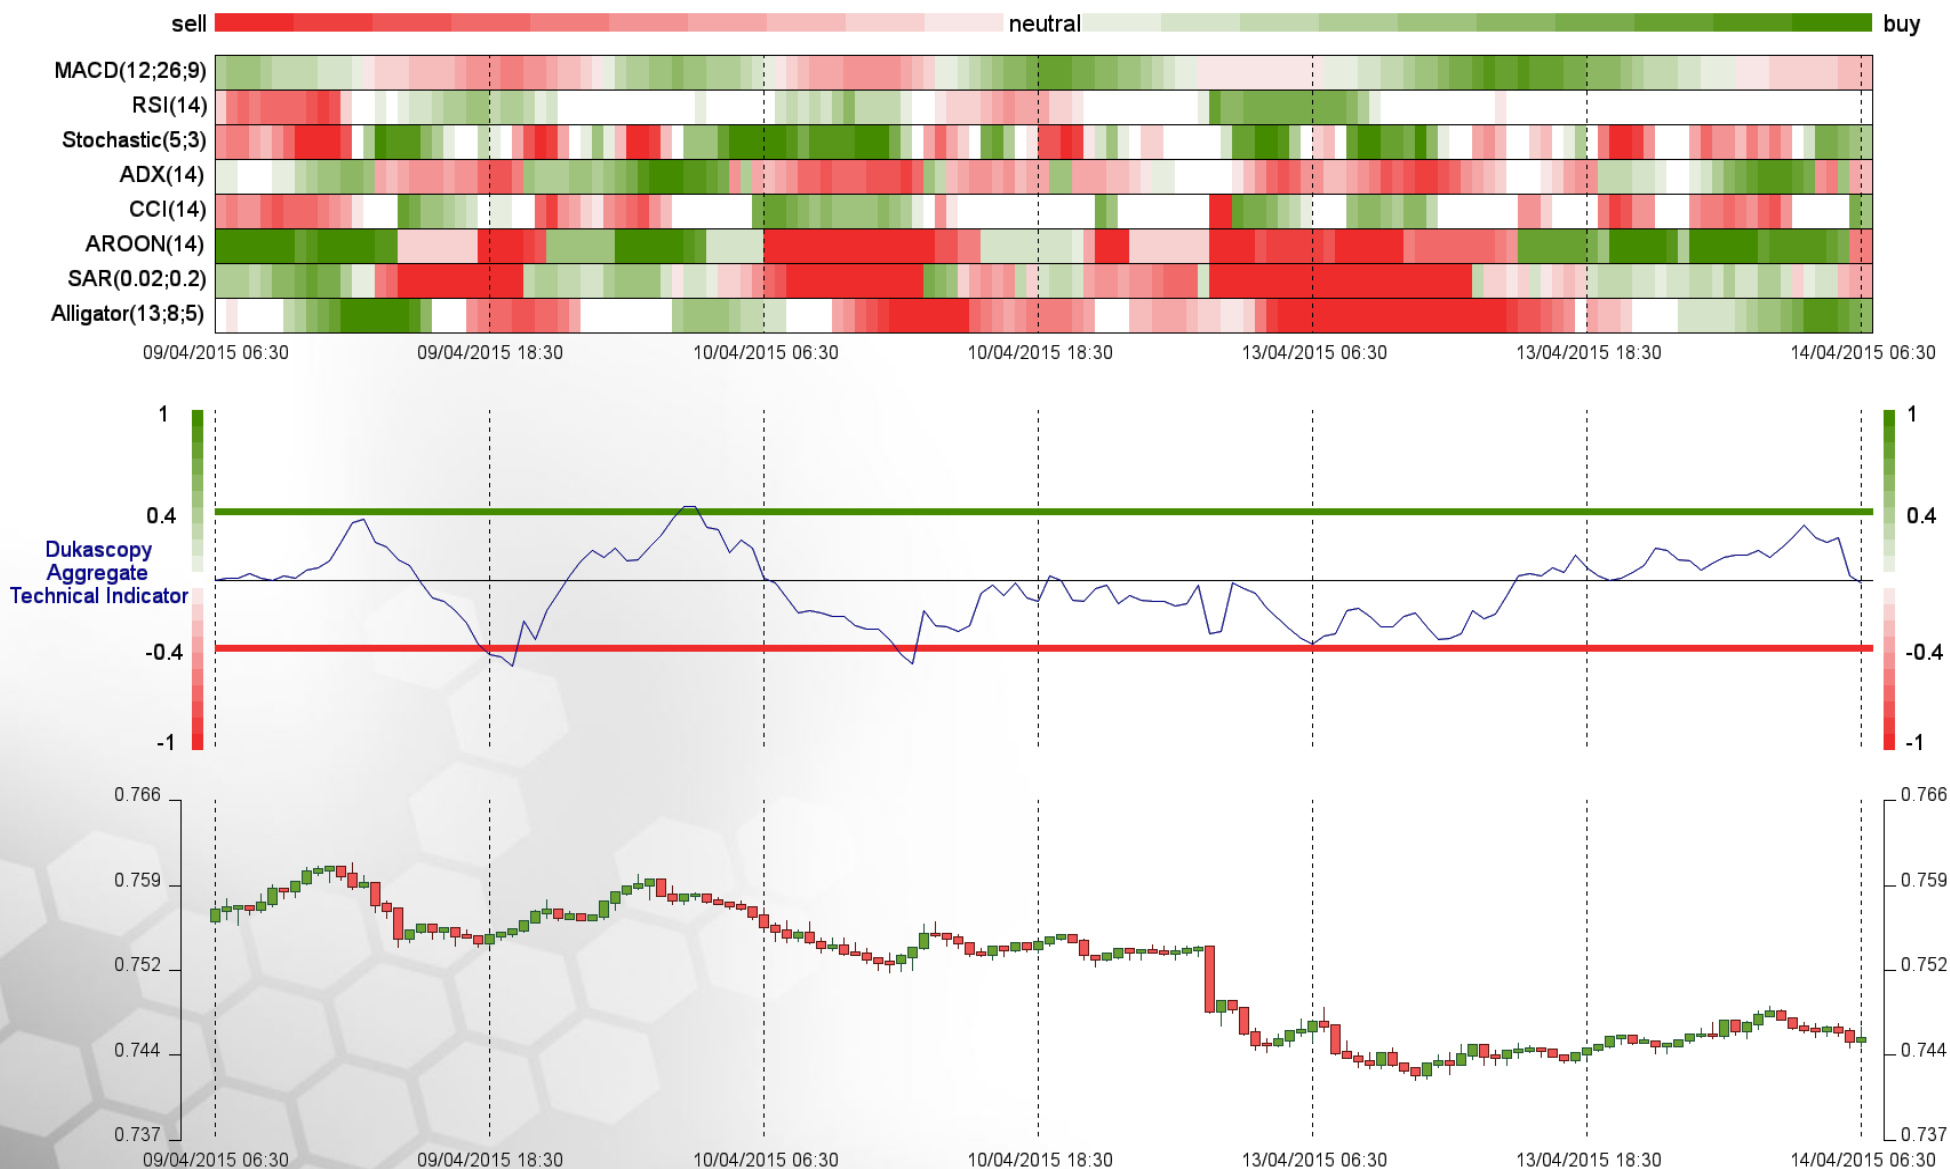 sell neutral buy
MACD(12;26;9)
RSI(14)
Stochastic(5;3)
ADX(14)
CCI(14)
AROON(14)
SAR(0.02;0.2)
Alligator(13;8;5)
09/04/2015 06:30 09/04/2015 18:30 10/04/2015 06:30 10/04/2015 18:30 13/04/2015 06:30 13/04/2015 18:30 14/04/2015 06:30
1 1
0.4 0.4
Dukascopy
Aggregate
Technical Indicator
-0.4 -0.4
-1 -1
0.766 0.766
0.759 0.759
0.752 0.752
0.744 0.744
0.737 0.737
09/04/2015 06:30 09/04/2015 18:30 10/04/2015 06:30 10/04/2015 18:30 13/04/2015 06:30 13/04/2015 18:30 14/04/2015 06:30